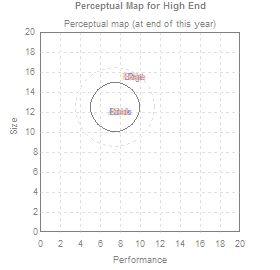 Perceptual Map for High End
Perceptual map (at end of this year)
20
18
16
14
12
10
8
6
4
2
0
Size
0 2 4 6 8 10 12 14 16 18 20
Performance